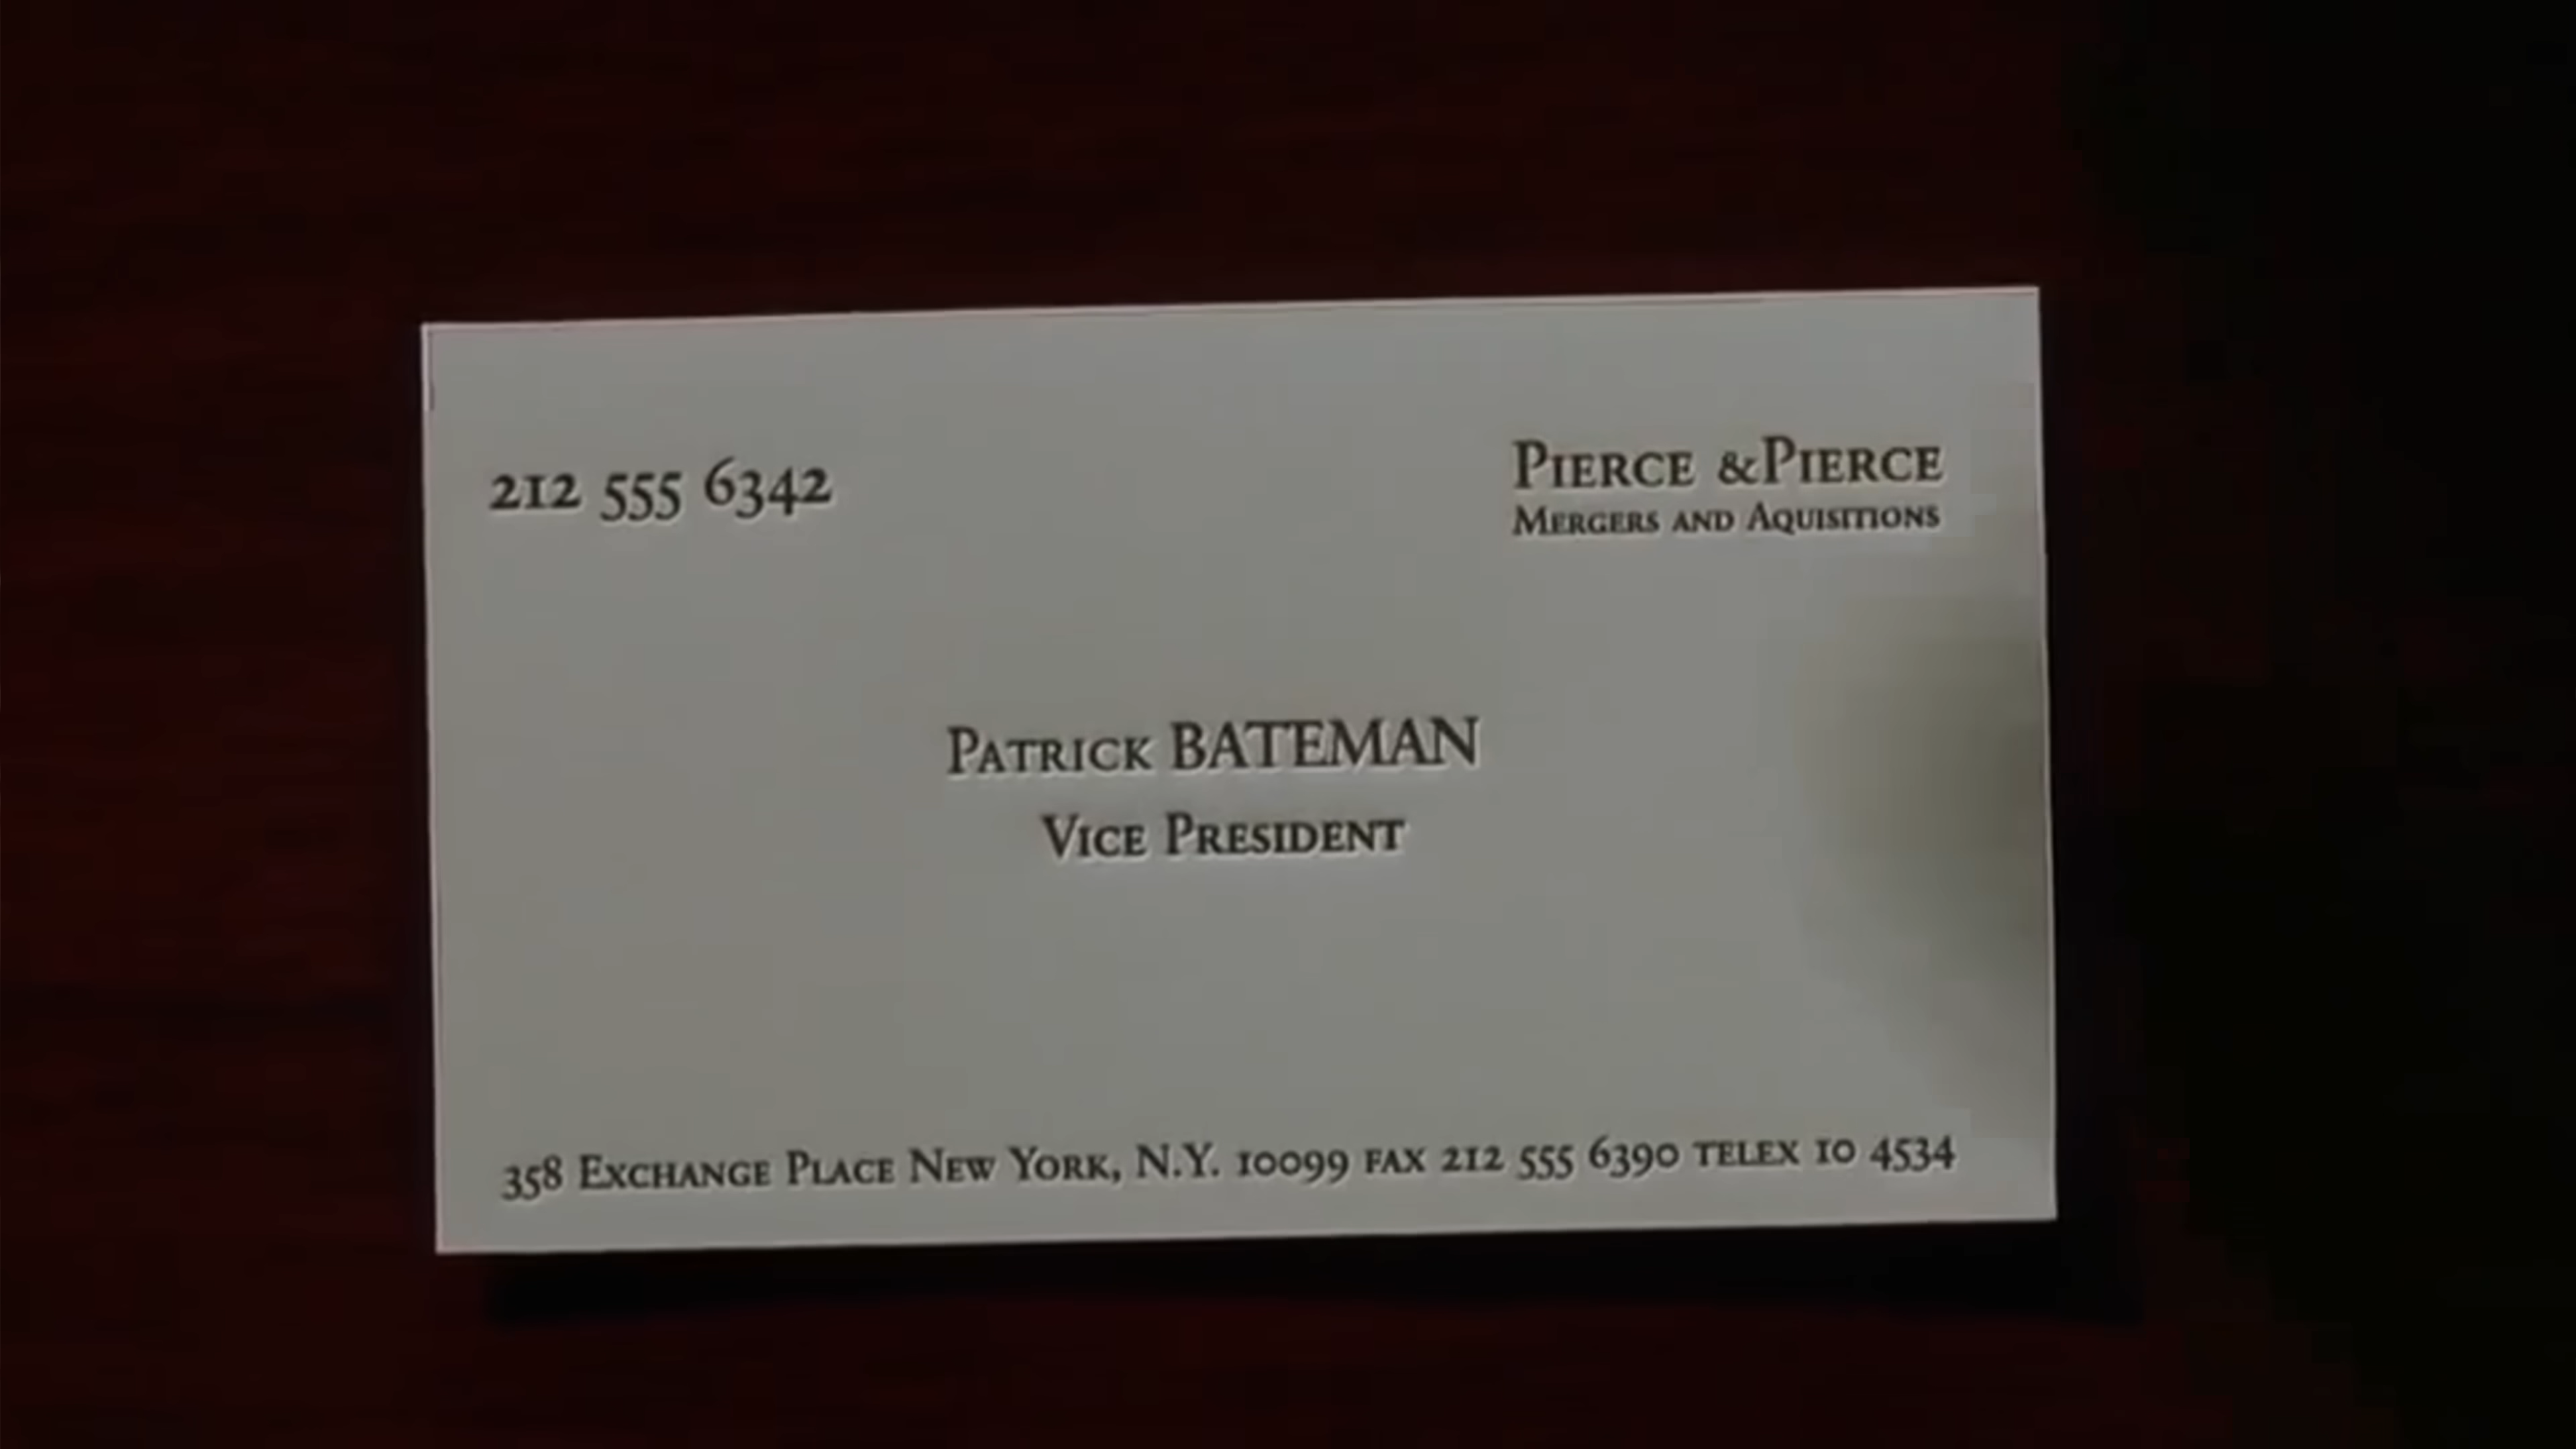 212 555 6342
Pierce &Pierce
Mergers and Aquisitions
Patrick BATEMAN
Vice President
358 Exchange Place New York, N.Y. 10099 fax 212 555 6390 telex 10 4534